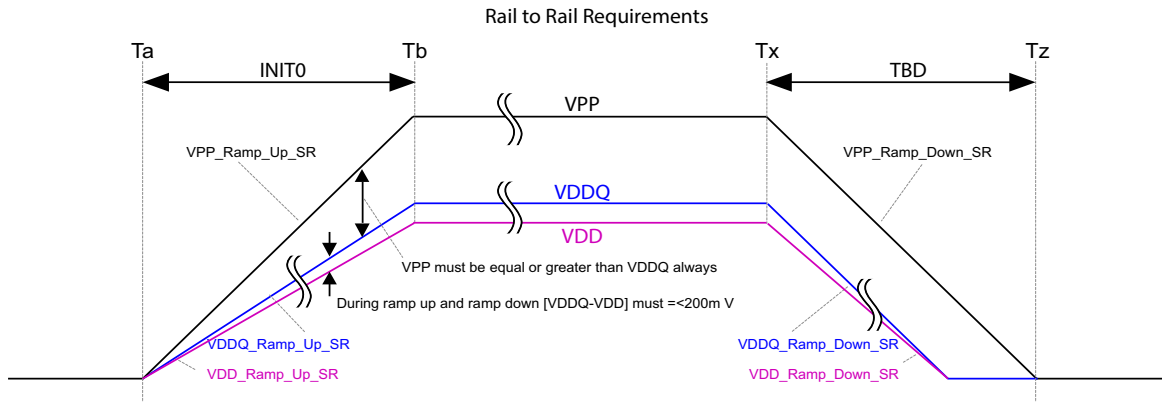 Rail to Rail Requirements
Ta
Tb
Tx
Tz
INIT0
TBD
VPP
VPP_Ramp_Up_SR
VPP_Ramp_Down_SR
VDDQ
VDD
VPP must be equal or greater than VDDQ always
During ramp up and ramp down [VDDQ-VDD] must =<200m V
VDDQ_Ramp_Up_SR
VDDQ_Ramp_Down_SR
VDD_Ramp_Up_SR
VDD_Ramp_Down_SR